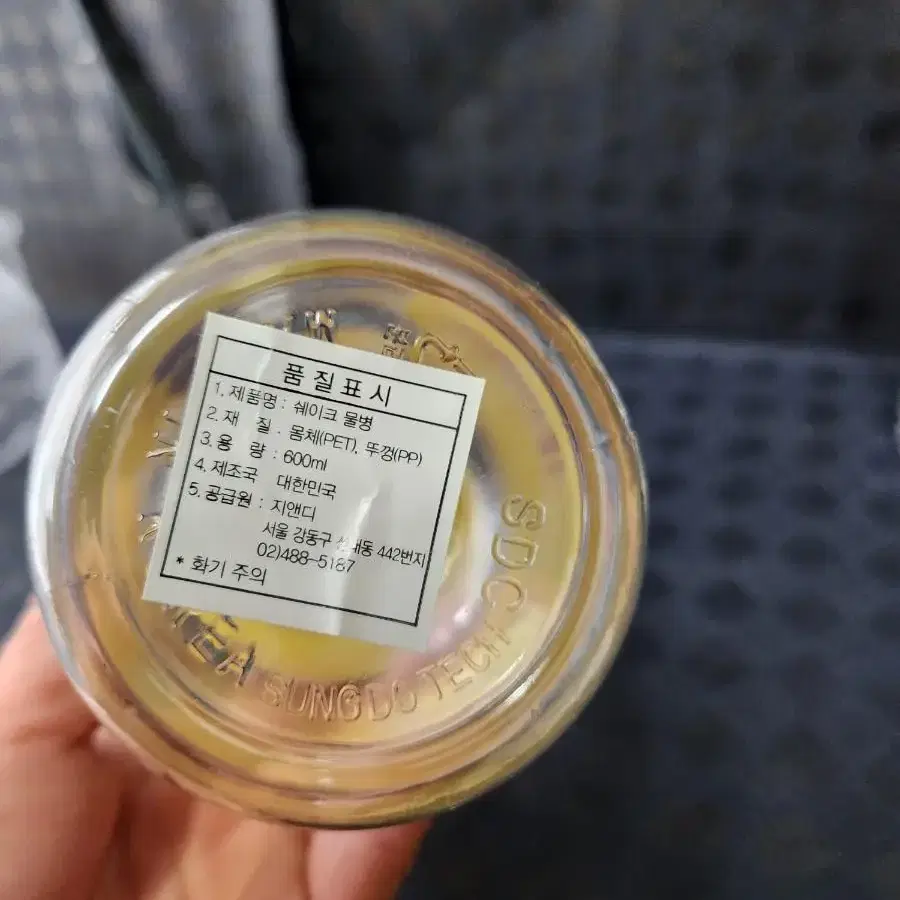 품질표시
1. 제품명 : 쉐이크 물병
2. 재 질 : 몸체(PET), 뚜껑(PP)
3. 용 량 : 600ml
4. 제조국 대한민국
5. 공급원 : 지앤디
서울 강동구 442번지
02)488-5187
* 화기 주의
SDC
SUNGDO TECH